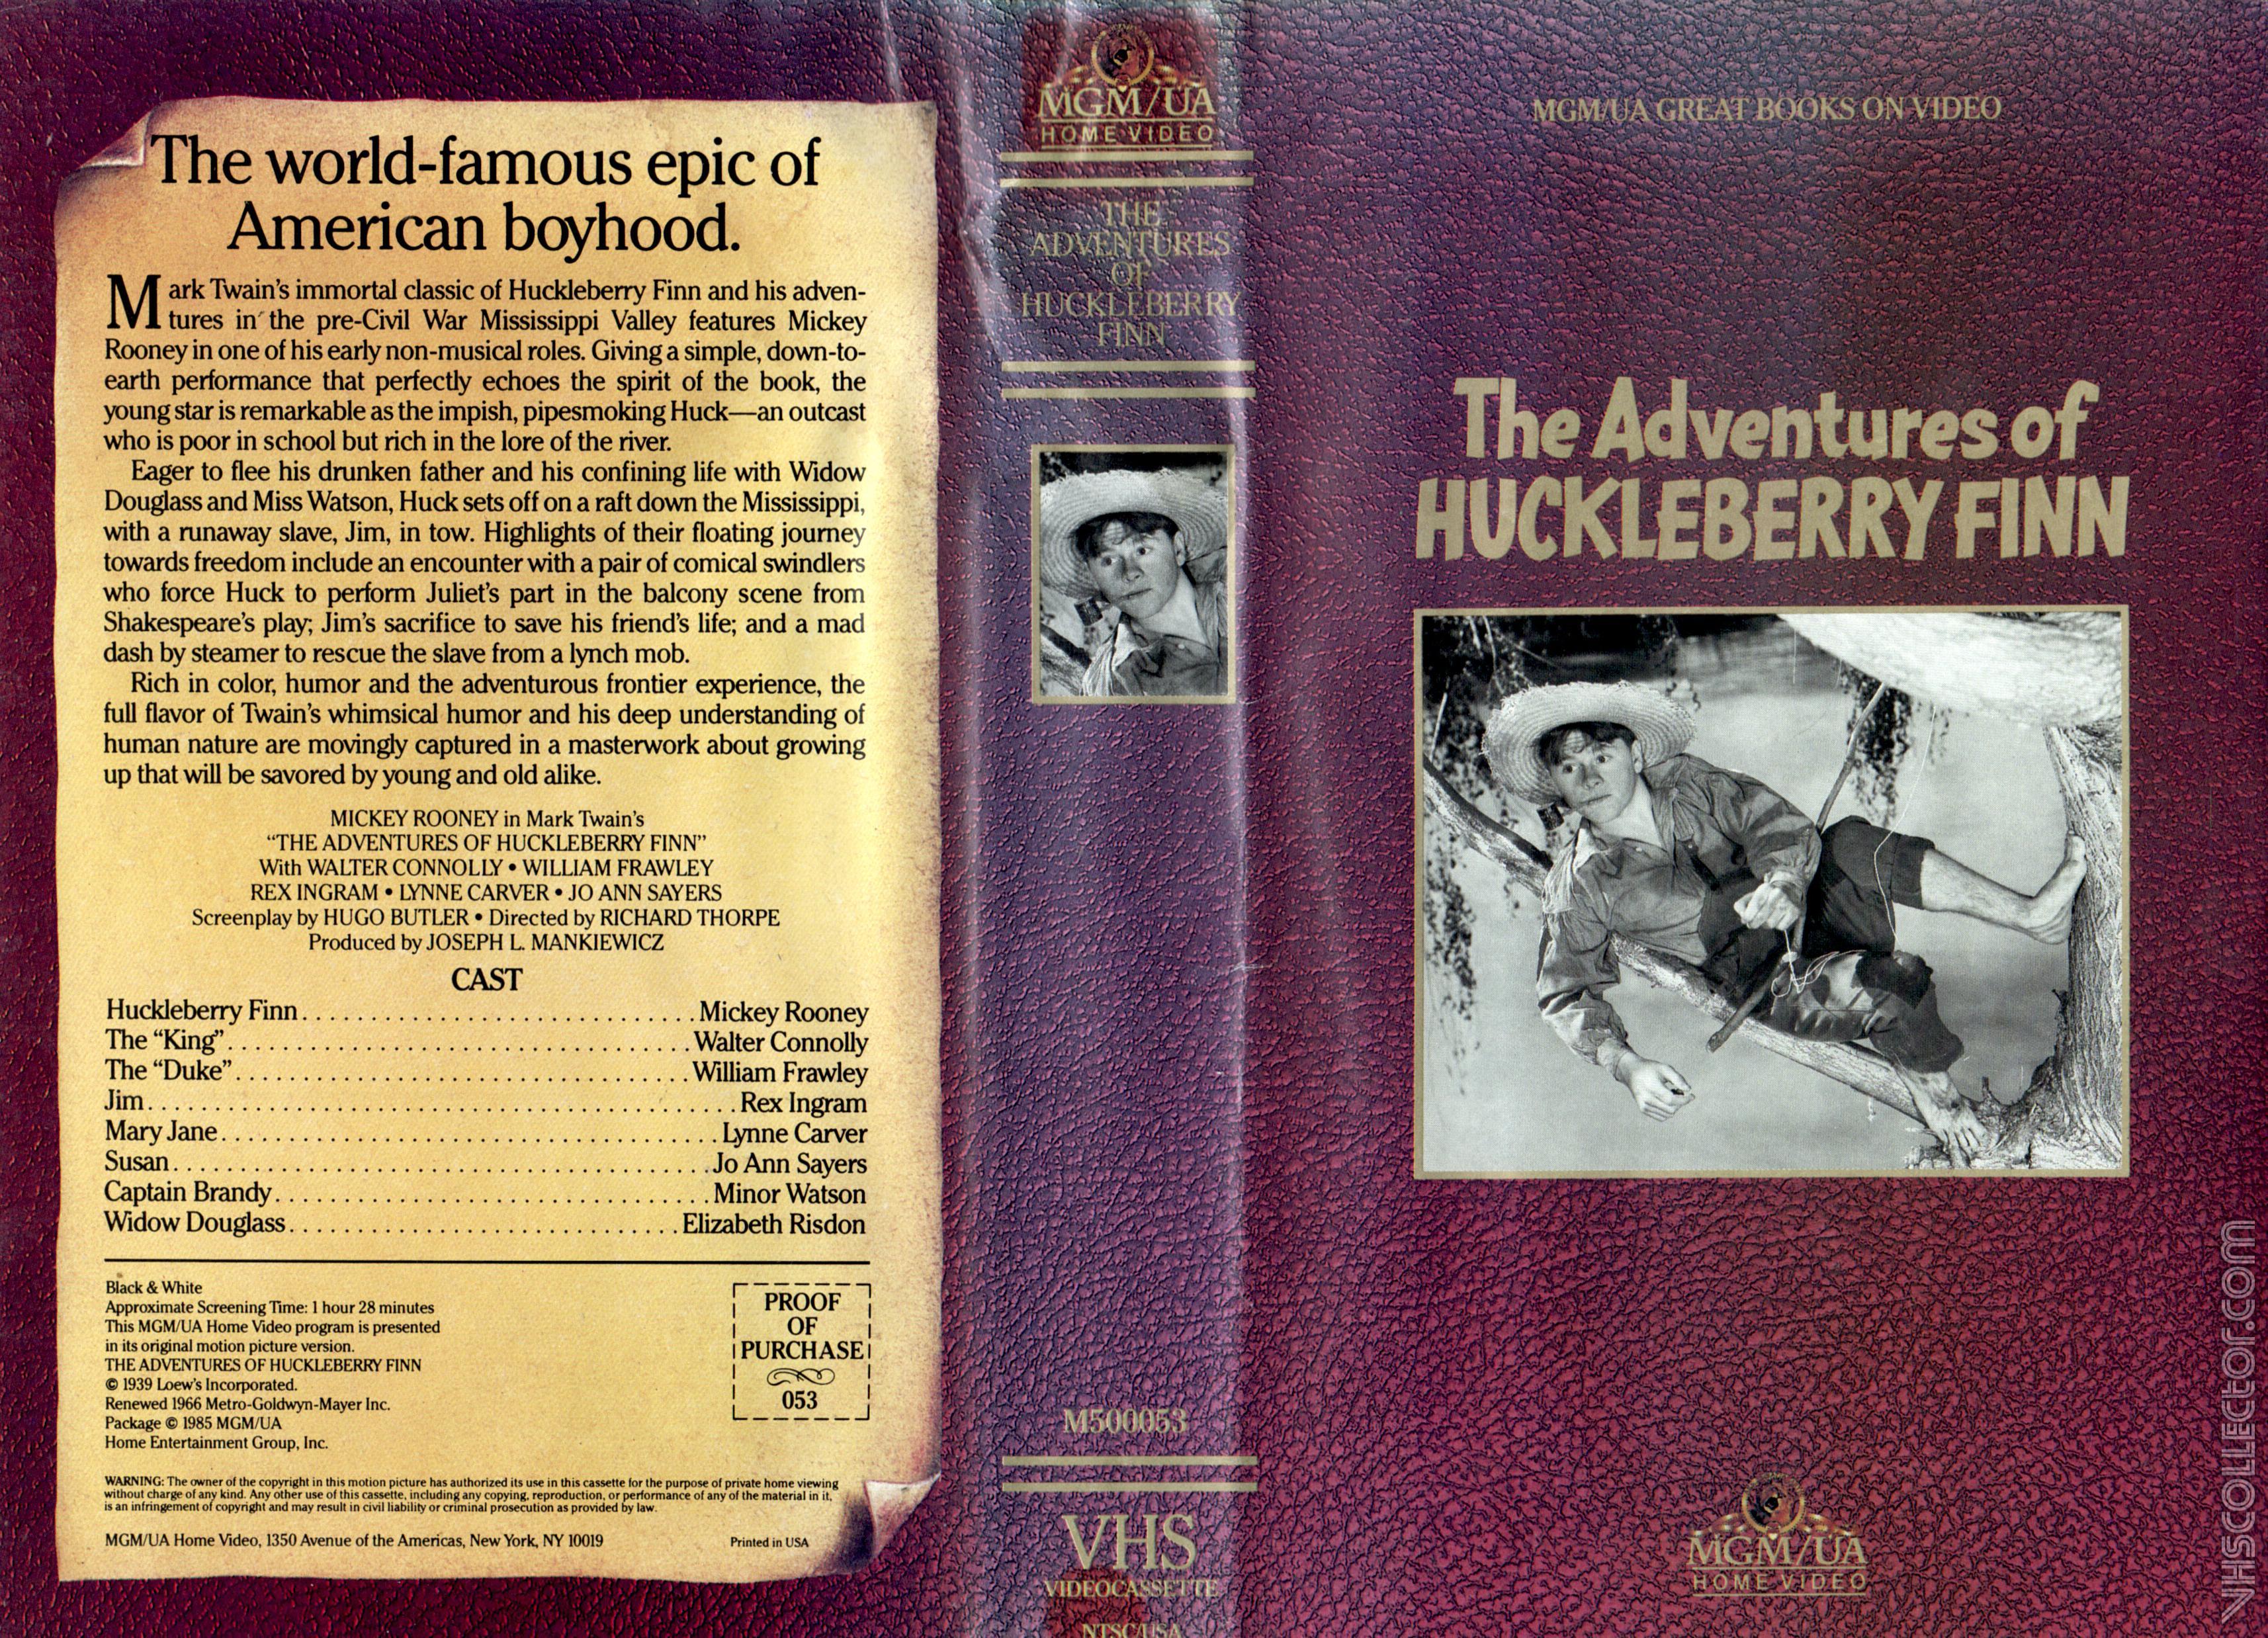 The world-famous epic of
American boyhood.
Mark Twain's immortal classic of Huckleberry Finn and his adven-
tures in the pre-Civil War Mississippi Valley features Mickey
Rooney in one of his early non-musical roles. Giving a simple, down-to-
earth performance that perfectly echoes the spirit of the book, the
young star is remarkable as the impish, pipesmoking Huck—an outcast
who is poor in school but rich in the lore of the river.
Eager to flee his drunken father and his confining life with Widow
Douglass and Miss Watson, Huck sets off on a raft down the Mississippi,
with a runaway slave, Jim, in tow. Highlights of their floating journey
towards freedom include an encounter with a pair of comical swindlers
who force Huck to perform Juliet's part in the balcony scene from
Shakespeare's play; Jim's sacrifice to save his friend's life; and a mad
dash by steamer to rescue the slave from a lynch mob.
Rich in color, humor and the adventurous frontier experience, the
full flavor of Twain's whimsical humor and his deep understanding of
human nature are movingly captured in a masterwork about growing
up that will be savored by young and old alike.
MICKEY ROONEY in Mark Twain's
"THE ADVENTURES OF HUCKLEBERRY FINN"
With WALTER CONNOLLY • WILLIAM FRAWLEY
REX INGRAM • LYNNE CARVER • JO ANN SAYERS
Screenplay by HUGO BUTLER • Directed by RICHARD THORPE
Produced by JOSEPH L. MANKIEWICZ
CAST
Huckleberry Finn.............................Mickey Rooney
The "King"..................................Walter Connolly
The "Duke"..................................William Frawley
Jim...........................................Rex Ingram
Mary Jane....................................Lynne Carver
Susan.......................................Jo Ann Sayers
Captain Brandy................................Minor Watson
Widow Douglass.............................Elizabeth Risdon
Black & White
Approximate Screening Time: 1 hour 28 minutes
This MGM/UA Home Video program is presented
in its original motion picture version.
THE ADVENTURES OF HUCKLEBERRY FINN
© 1939 Loew's Incorporated.
Renewed 1966 Metro-Goldwyn-Mayer Inc.
Package © 1985 MGM/UA
Home Entertainment Group, Inc.
PROOF
OF
PURCHASE
053
WARNING: The owner of the copyright in this motion picture has authorized its use in this cassette for the purpose of private home viewing
without charge of any kind. Any other use of this cassette, including any copying, reproduction, or performance of any of the material in it,
is an infringement of copyright and may result in civil liability or criminal prosecution as provided by law.
MGM/UA Home Video, 1350 Avenue of the Americas, New York, NY 10019
Printed in USA
MGM/UA
HOME VIDEO
THE
ADVENTURES
OF
HUCKLEBERRY
FINN
M500053
VHS
VIDEOCASSETTE
NTSC/USA
MGM/UA GREAT BOOKS ON VIDEO
The Adventures of
HUCKLEBERRY FINN
MGM/UA
HOME VIDEO
VHSCOLLECTOR.COM